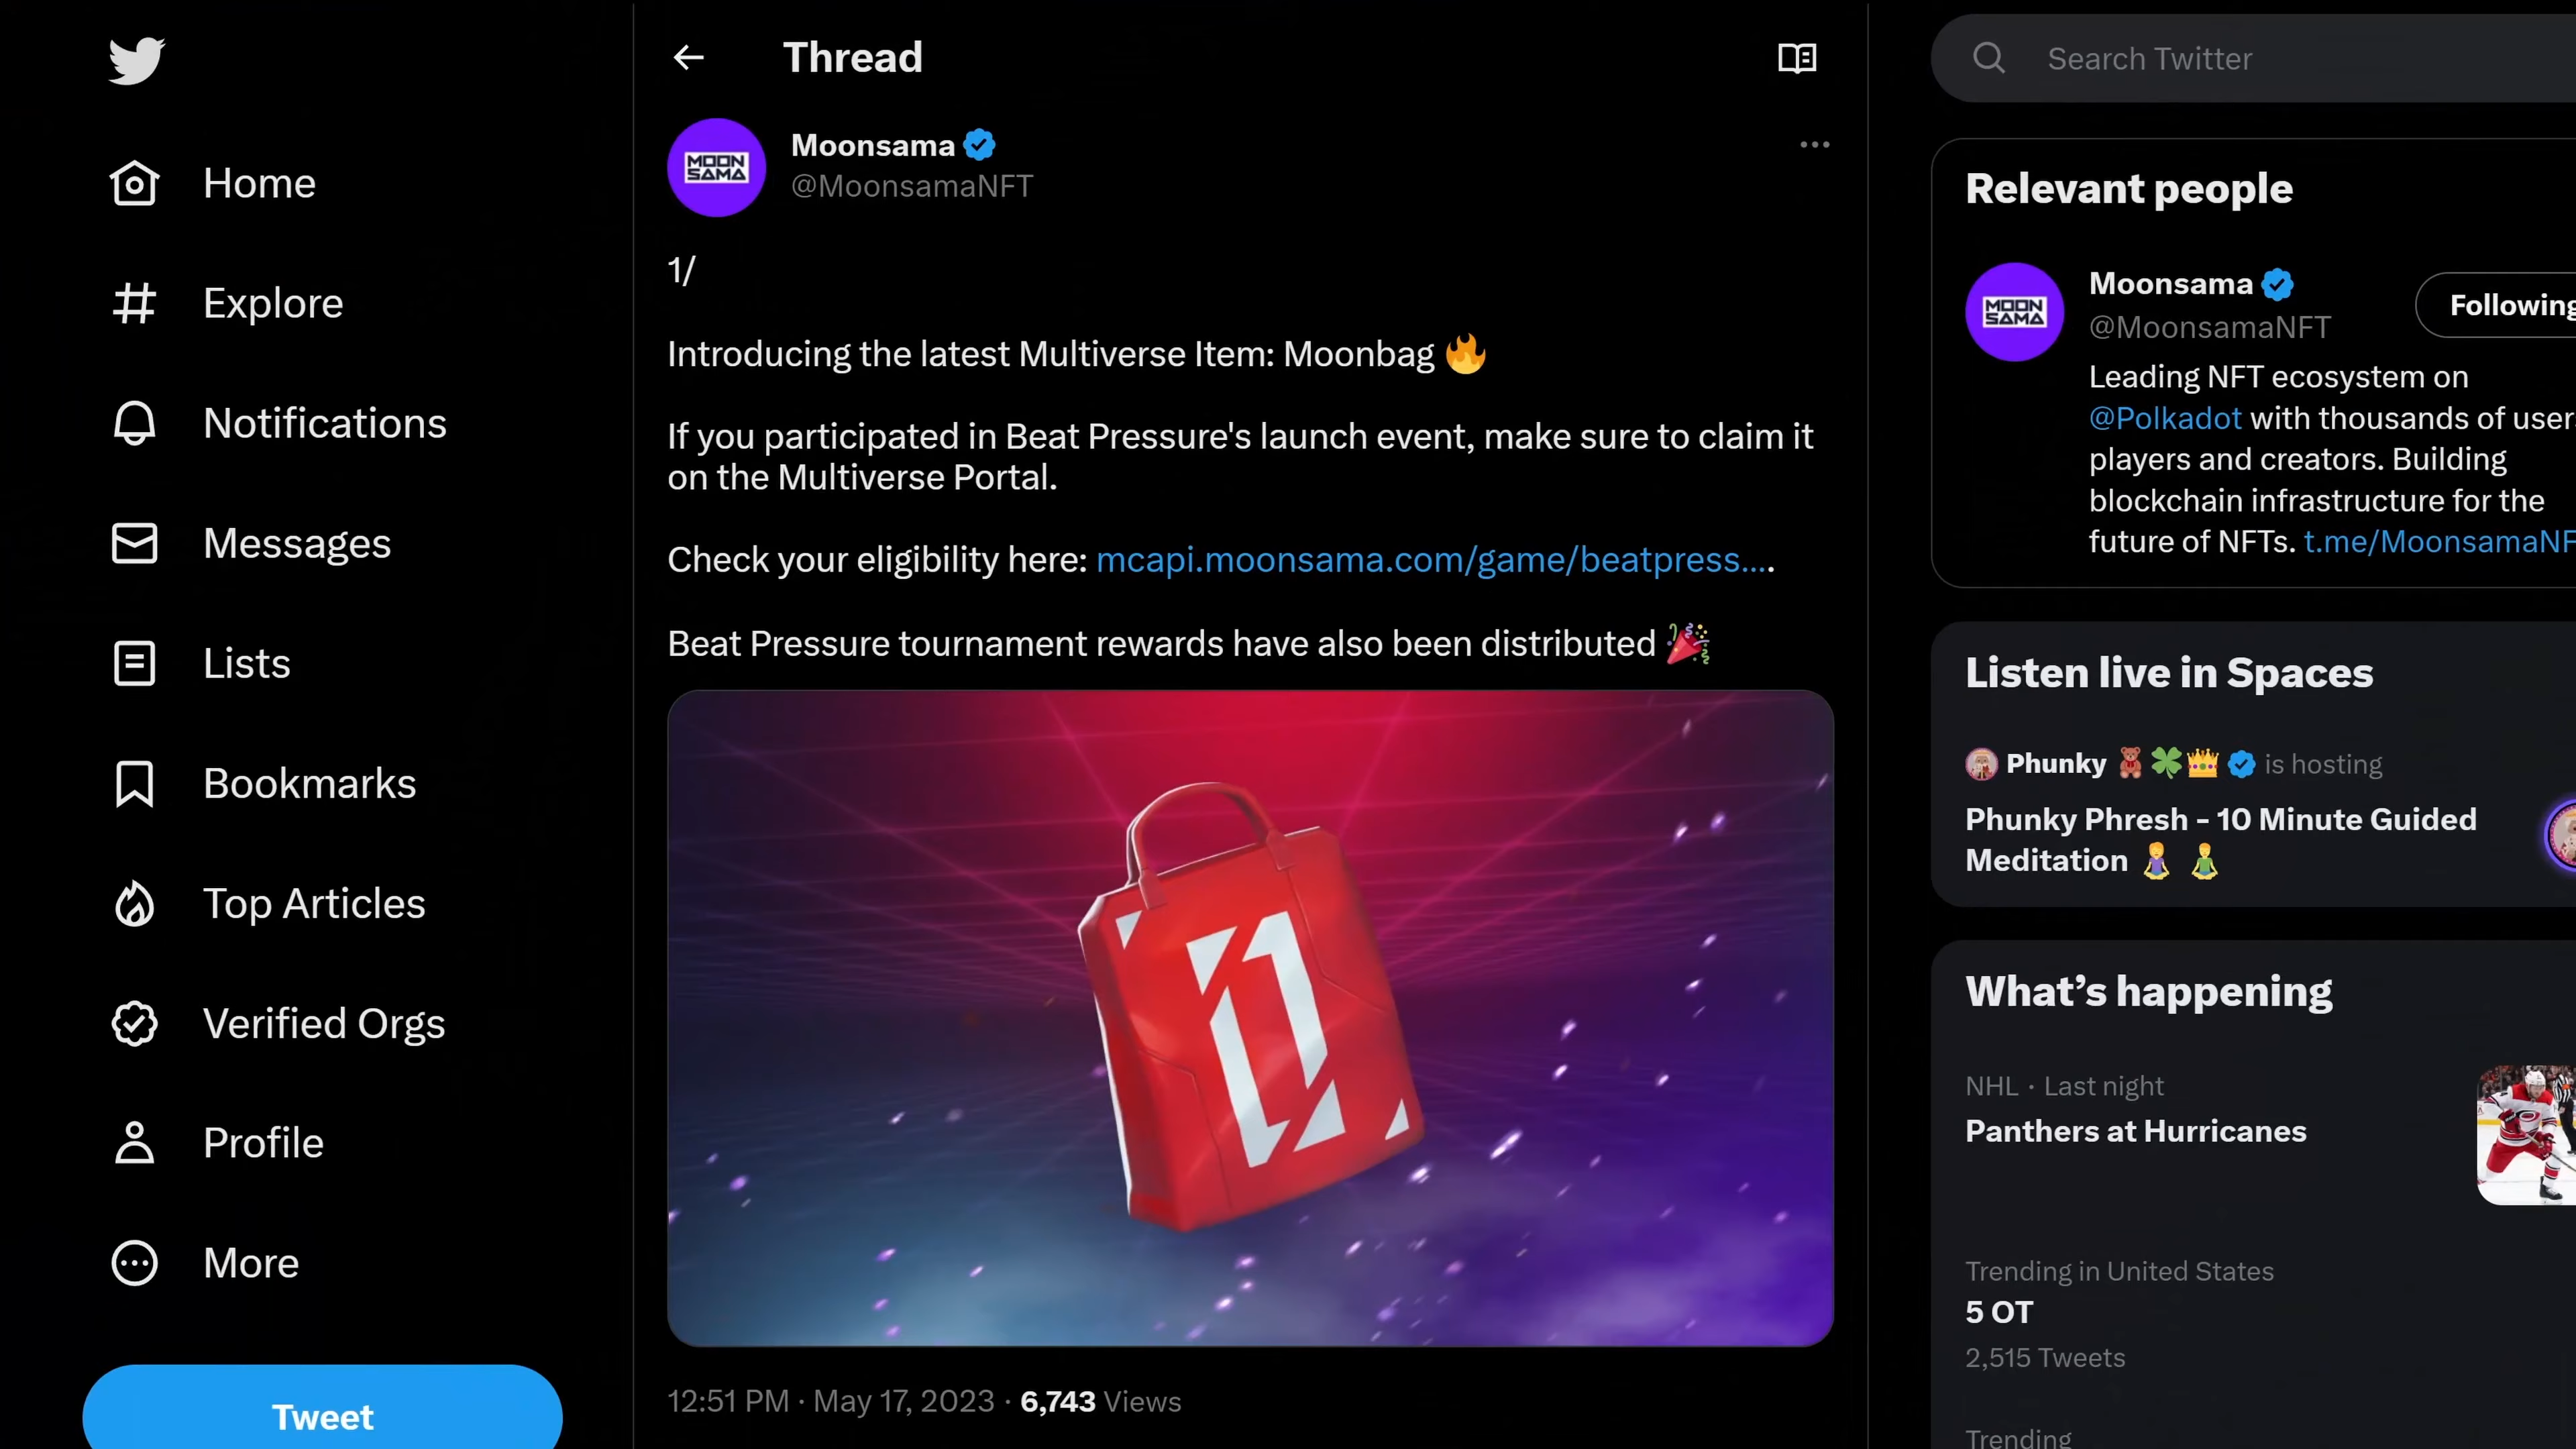 Home
Explore
Notifications
Messages
Lists
Bookmarks
Top Articles
Verified Orgs
Profile
More
Tweet
Thread
MOON
SAMA
Moonsama
@MoonsamaNFT
1/
Introducing the latest Multiverse Item: Moonbag 🔥
If you participated in Beat Pressure's launch event, make sure to claim it
on the Multiverse Portal.
Check your eligibility here: mcapi.moonsama.com/game/beatpress....
Beat Pressure tournament rewards have also been distributed 🎉
12:51 PM · May 17, 2023 · 6,743 Views
Search Twitter
Relevant people
MOON
SAMA
Moonsama
@MoonsamaNFT
Following
Leading NFT ecosystem on
@Polkadot with thousands of users
players and creators. Building
blockchain infrastructure for the
future of NFTs. t.me/MoonsamaNF
Listen live in Spaces
Phunky 🧸🍀👑 is hosting
Phunky Phresh - 10 Minute Guided
Meditation 🧘‍♀️ 🧘‍♂️
What's happening
NHL · Last night
Panthers at Hurricanes
Trending in United States
5 OT
2,515 Tweets
Trending